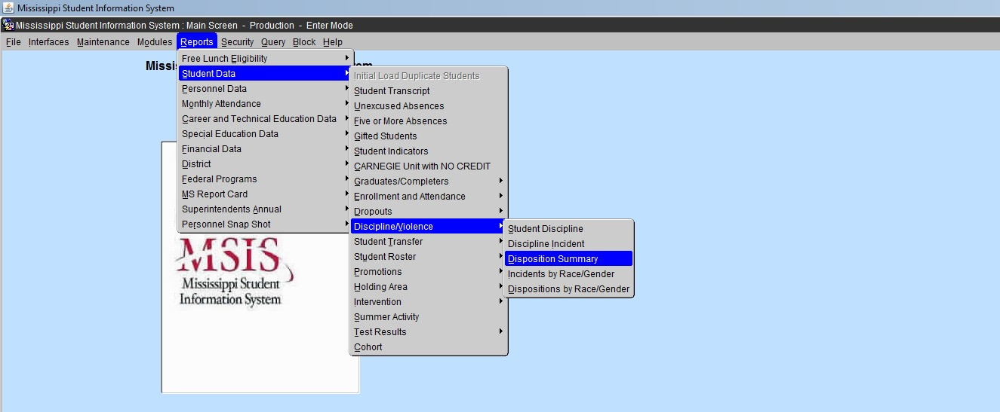 Mississippi Student Information System
Mississippi Student Information System : Main Screen - Production - Enter Mode
File Interfaces Maintenance Modules Reports Security Query Block Help
Free Lunch Eligibility
Student Data
Personnel Data
Monthly Attendance
Career and Technical Education Data
Special Education Data
Financial Data
District
Federal Programs
MS Report Card
Superintendents Annual
Personnel Snap Shot
Initial Load Duplicate Students
Student Transcript
Unexcused Absences
Five or More Absences
Gifted Students
Student Indicators
CARNEGIE Unit with NO CREDIT
Graduates/Completers
Enrollment and Attendance
Dropouts
Discipline/Violence
Student Transfer
Student Roster
Promotions
Holding Area
Intervention
Summer Activity
Test Results
Cohort
Student Discipline
Discipline Incident
Disposition Summary
Incidents by Race/Gender
Dispositions by Race/Gender
MSIS
Mississippi Student
Information System